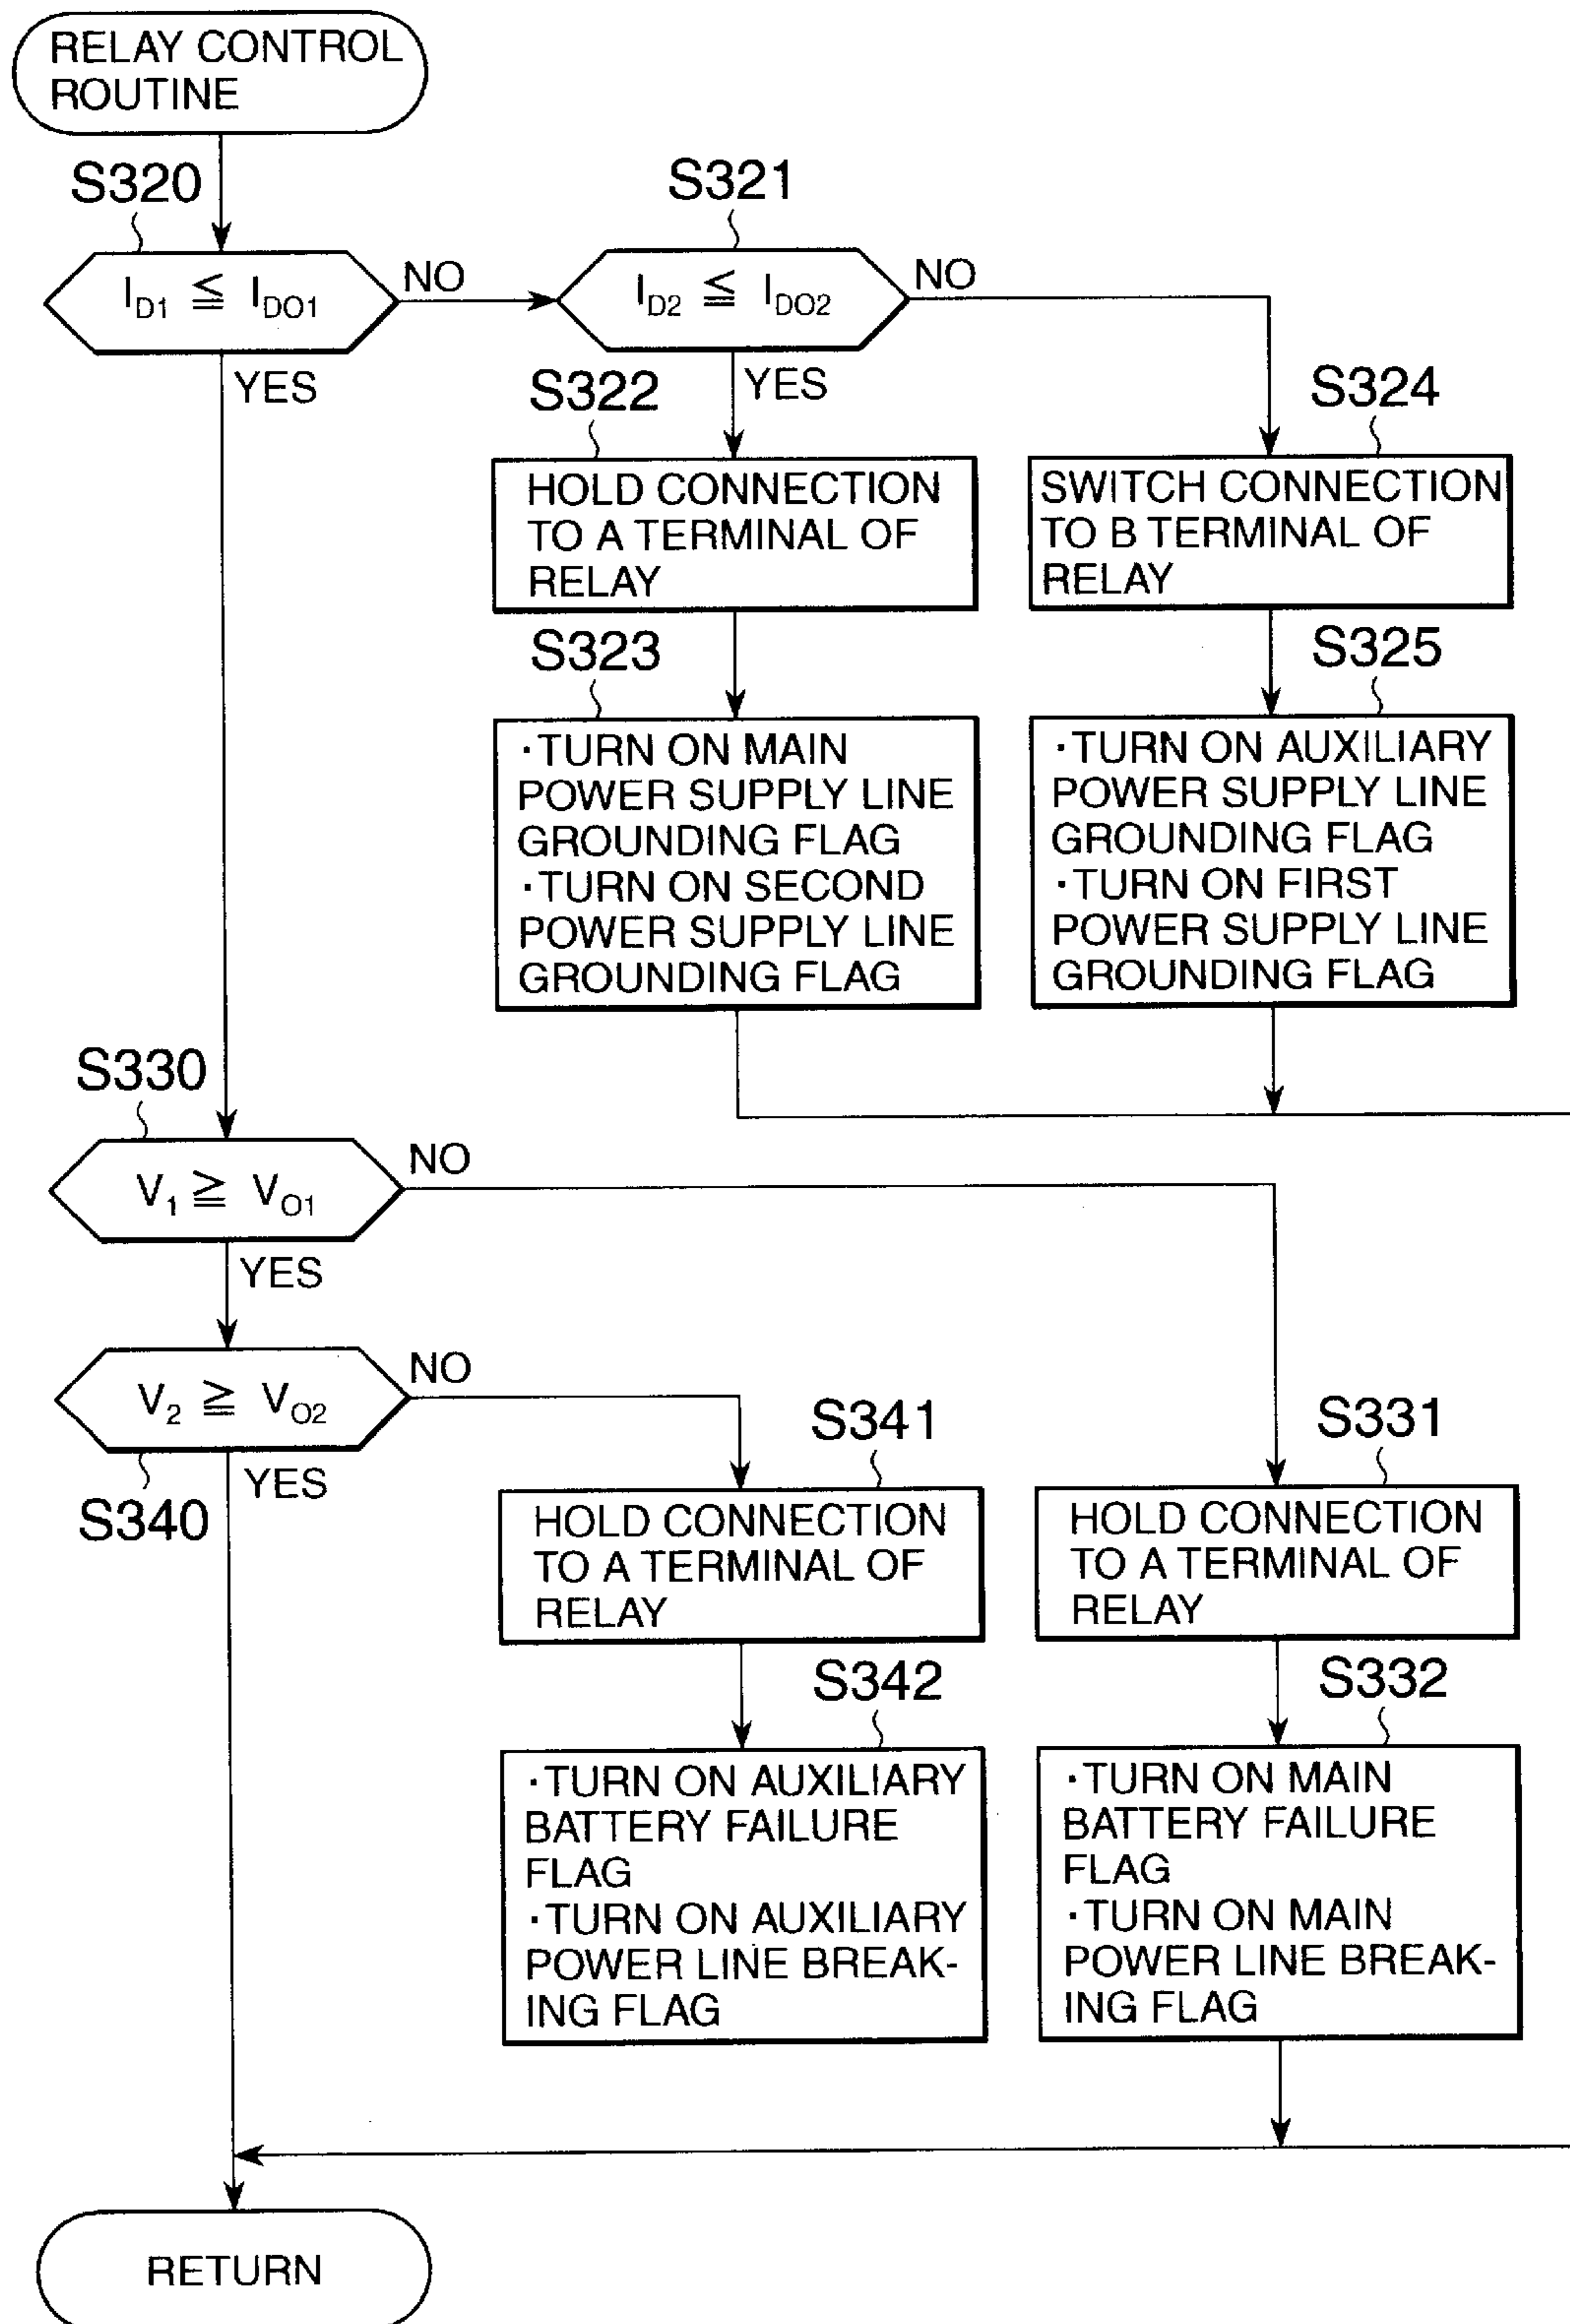 RELAY CONTROL
ROUTINE
S320
S321
I_D1 ≦ I_DO1
NO
I_D2 ≦ I_DO2
NO
YES
S322
YES
S324
HOLD CONNECTION
TO A TERMINAL OF
RELAY
SWITCH CONNECTION
TO B TERMINAL OF
RELAY
S323
S325
·TURN ON MAIN
POWER SUPPLY LINE
GROUNDING FLAG
·TURN ON SECOND
POWER SUPPLY LINE
GROUNDING FLAG
·TURN ON AUXILIARY
POWER SUPPLY LINE
GROUNDING FLAG
·TURN ON FIRST
POWER SUPPLY LINE
GROUNDING FLAG
S330
V_1 ≧ V_O1
NO
YES
V_2 ≧ V_O2
NO
YES
S340
S341
S331
HOLD CONNECTION
TO A TERMINAL OF
RELAY
HOLD CONNECTION
TO A TERMINAL OF
RELAY
S342
S332
·TURN ON AUXILIARY
BATTERY FAILURE
FLAG
·TURN ON AUXILIARY
POWER LINE BREAK-
ING FLAG
·TURN ON MAIN
BATTERY FAILURE
FLAG
·TURN ON MAIN
POWER LINE BREAK-
ING FLAG
RETURN